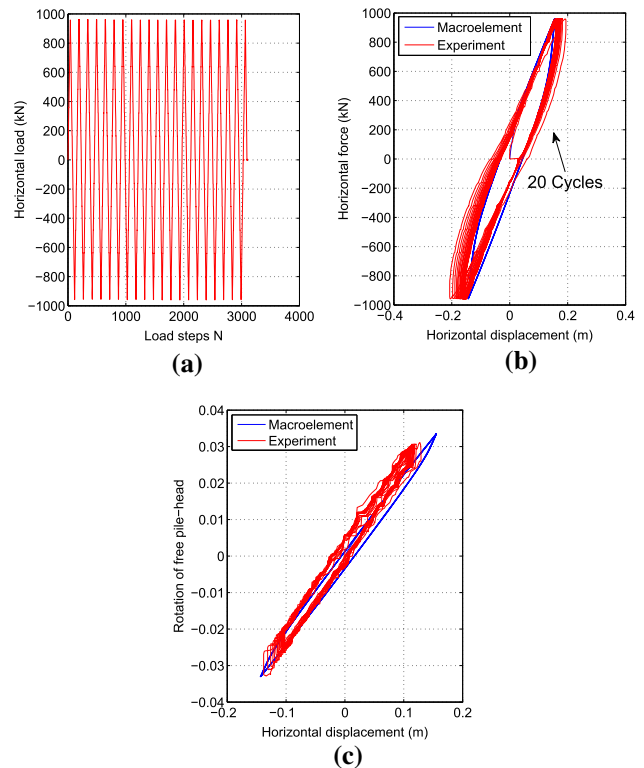 1000
800
600
400
200
0
−200
−400
−600
−800
−1000
Horizontal load (kN)
0 1000 2000 3000 4000
Load steps N
(a)
1000
800
600
400
200
0
−200
−400
−600
−800
−1000
Horizontal force (kN)
Macroelement
Experiment
20 Cycles
−0.4 −0.2 0 0.2 0.4
Horizontal displacement (m)
(b)
0.04
0.03
0.02
0.01
0
−0.01
−0.02
−0.03
−0.04
Rotation of free pile−head
Macroelement
Experiment
−0.2 −0.1 0 0.1 0.2
Horizontal displacement (m)
(c)